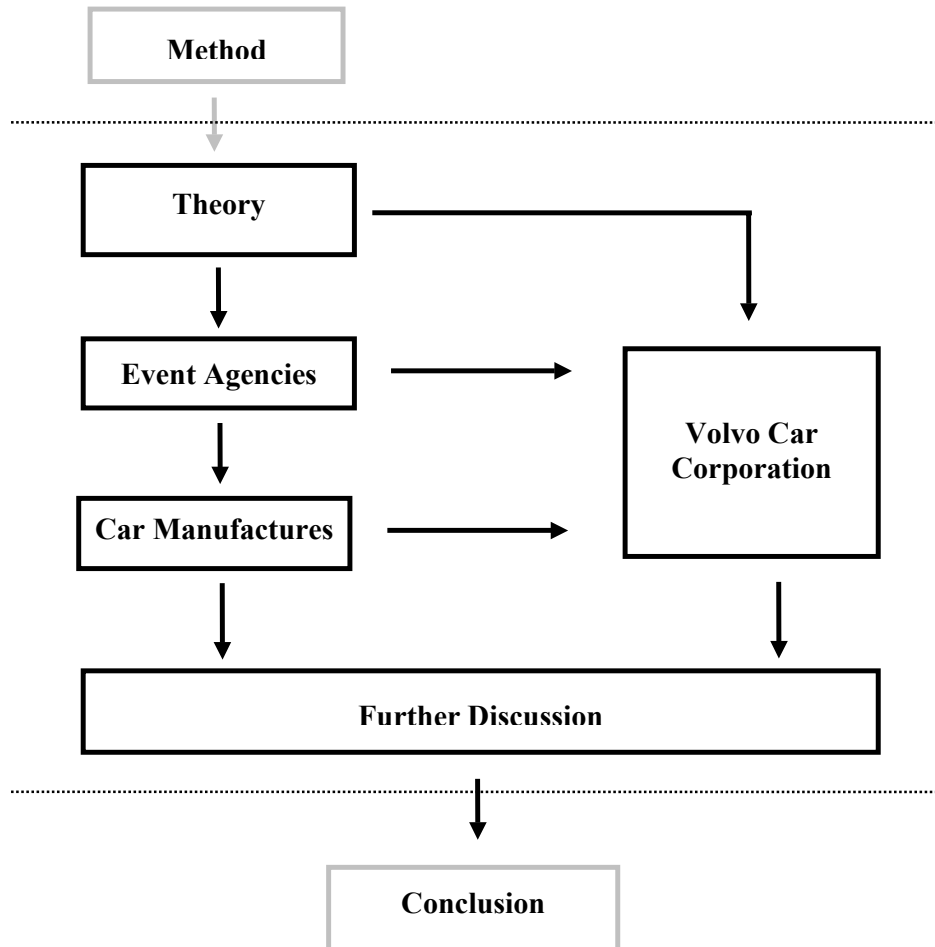 Method
Theory
Event Agencies
Volvo Car
Corporation
Car Manufactures
Further Discussion
Conclusion